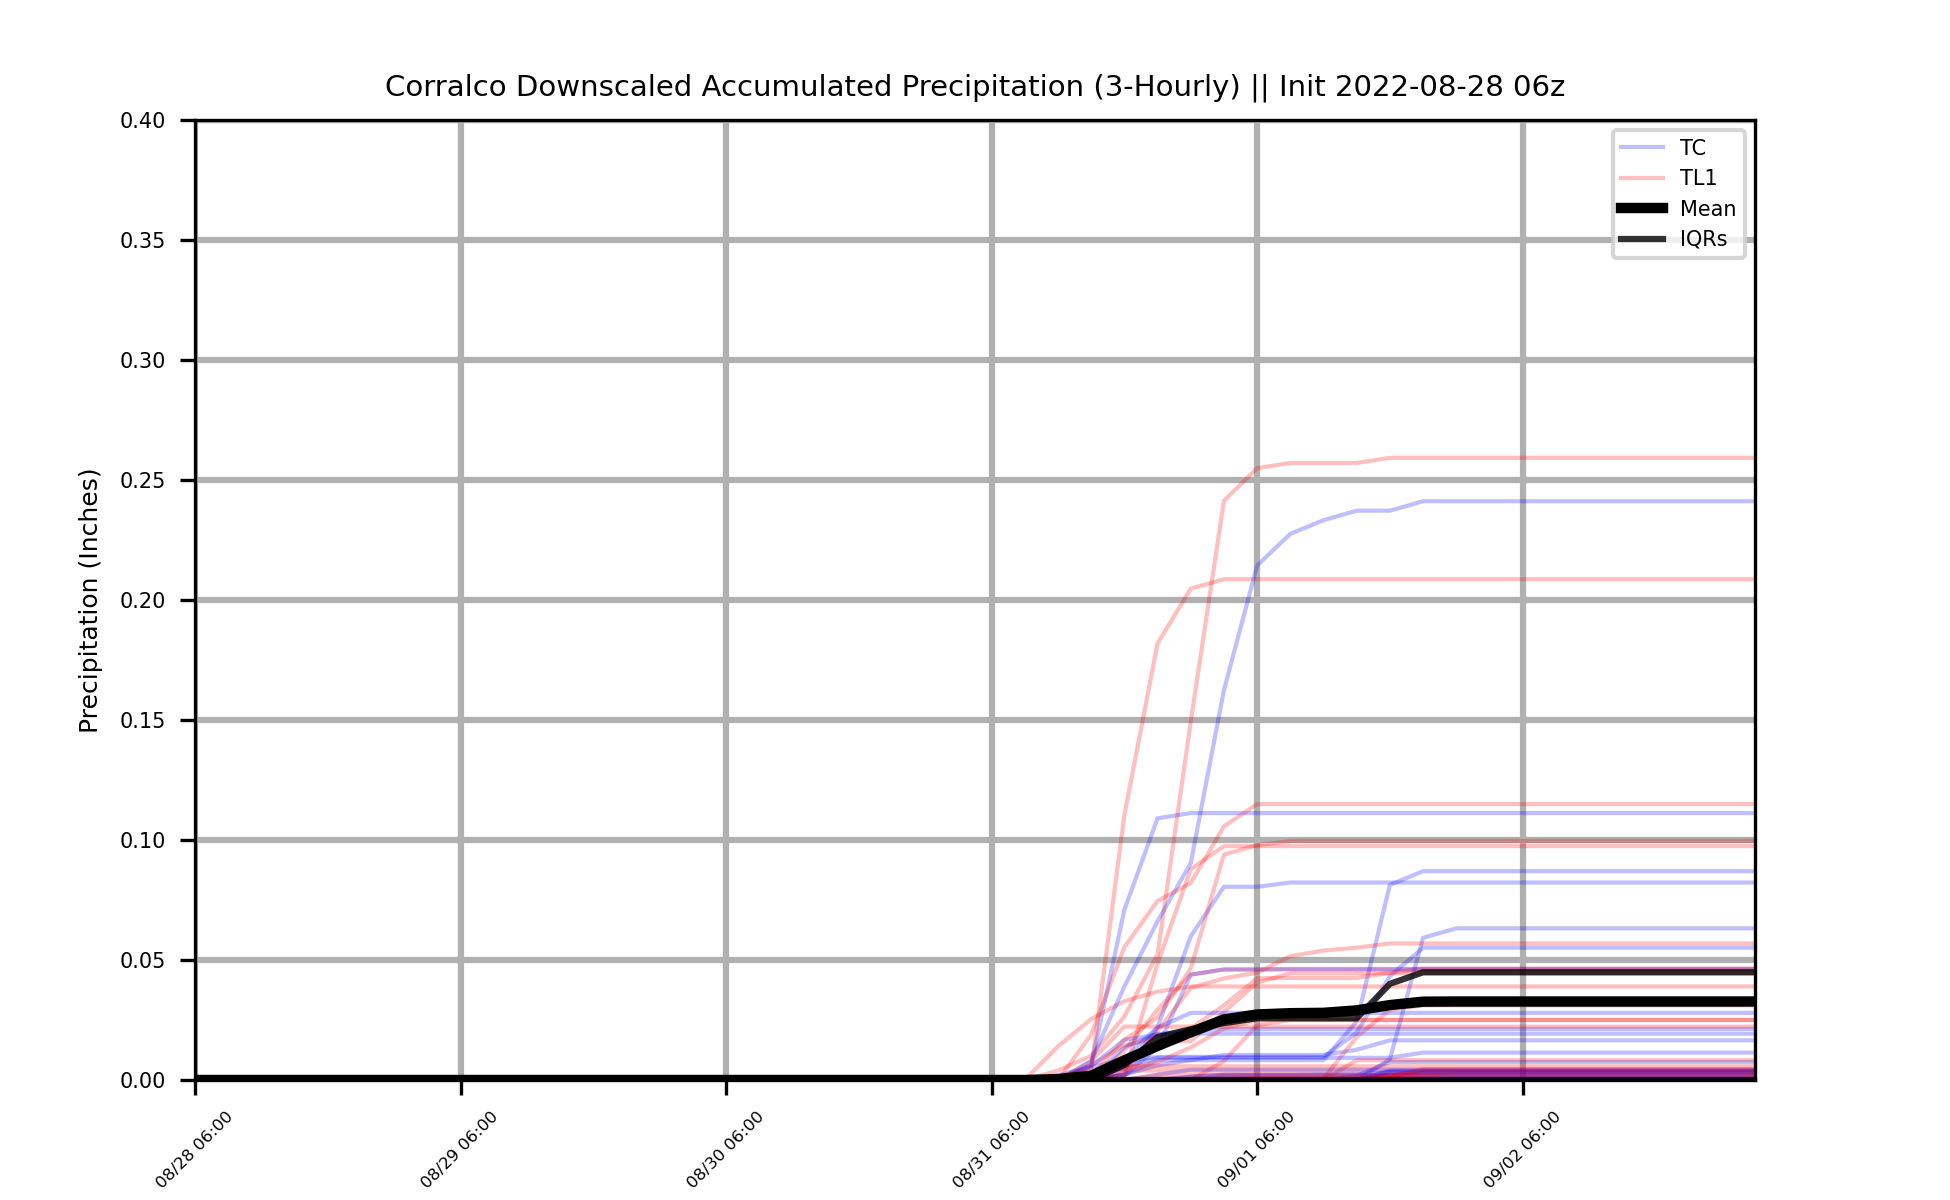 Corralco Downscaled Accumulated Precipitation (3-Hourly) || Init 2022-08-28 06z
TC
TL1
Mean
IQRs
Precipitation (Inches)
0.40
0.35
0.30
0.25
0.20
0.15
0.10
0.05
0.00
08/28 06:00
08/29 06:00
08/30 06:00
08/31 06:00
09/01 06:00
09/02 06:00